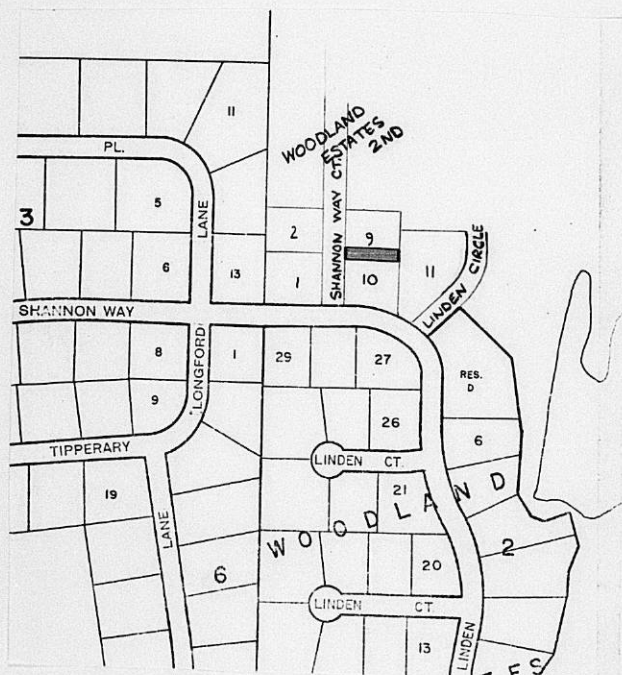 11
WOODLAND
ESTATES
2ND
PL.
5
3
LANE
2
SHANNON WAY CT.
9
6
13
1
10
11
LINDEN CIRCLE
SHANNON WAY
LONGFORD
8
1
29
27
RES.
D
9
26
6
TIPPERARY
LINDEN CT.
19
21
WOODLAND
LANE
6
20
2
LINDEN CT.
13
LINDEN